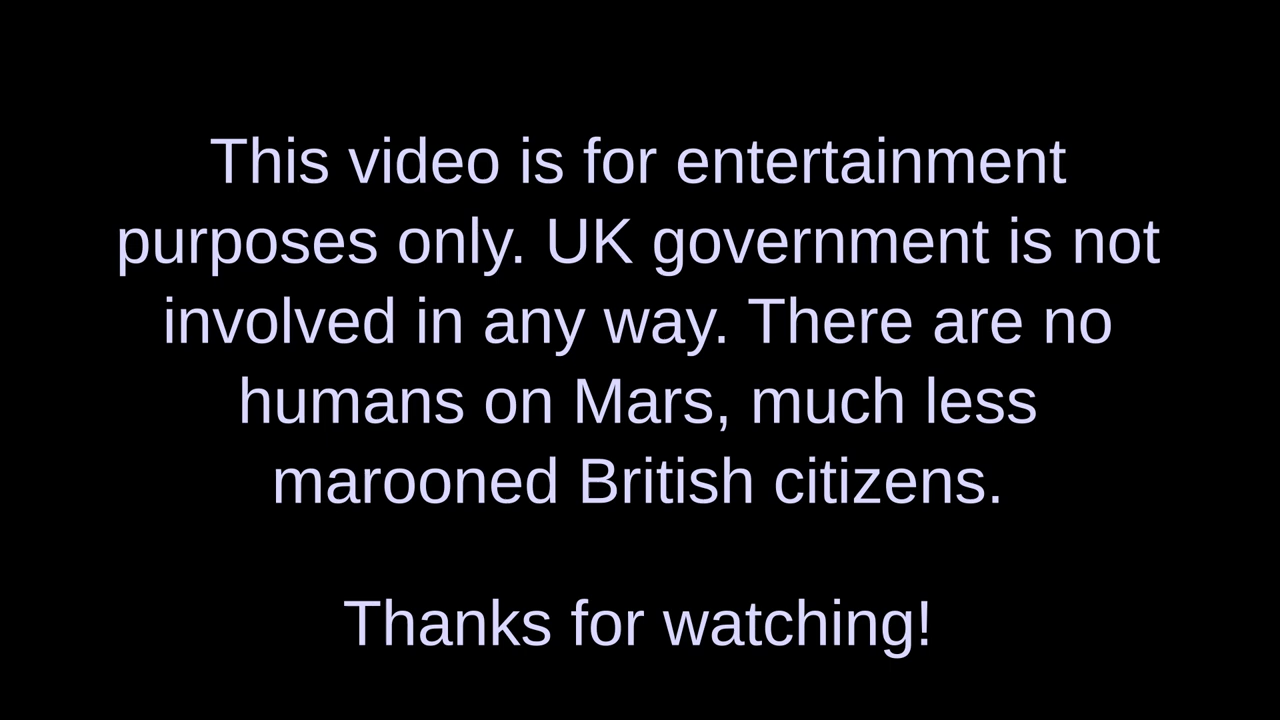 This video is for entertainment
purposes only. UK government is not
involved in any way. There are no
humans on Mars, much less
marooned British citizens.
Thanks for watching!